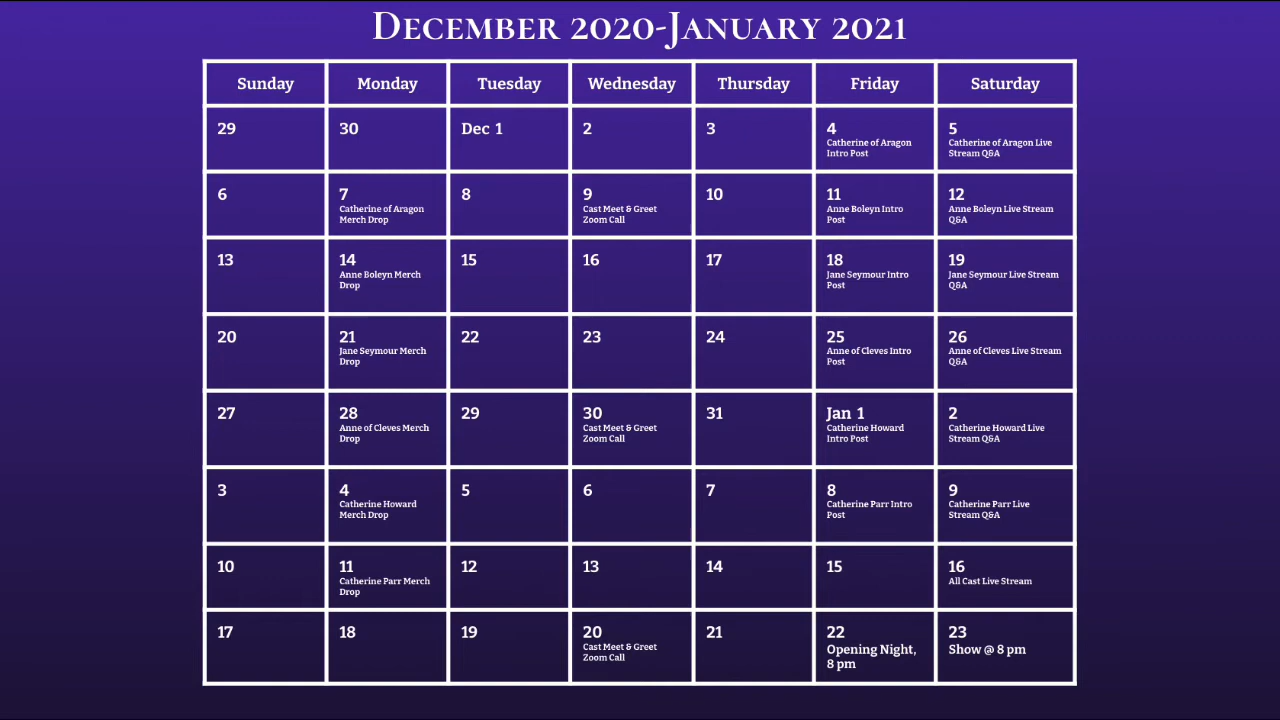 December 2020-January 2021
Sunday Monday Tuesday Wednesday Thursday Friday Saturday
29
30
Dec 1
2
3
4
Catherine of Aragon
Intro Post
5
Catherine of Aragon Live
Stream Q&A
6
7
Catherine of Aragon
Merch Drop
8
9
Cast Meet & Greet
Zoom Call
10
11
Anne Boleyn Intro
Post
12
Anne Boleyn Live Stream
Q&A
13
14
Anne Boleyn Merch
Drop
15
16
17
18
Jane Seymour Intro
Post
19
Jane Seymour Live Stream
Q&A
20
21
Jane Seymour Merch
Drop
22
23
24
25
Anne of Cleves Intro
Post
26
Anne of Cleves Live Stream
Q&A
27
28
Anne of Cleves Merch
Drop
29
30
Cast Meet & Greet
Zoom Call
31
Jan 1
Catherine Howard
Intro Post
2
Catherine Howard Live
Stream Q&A
3
4
Catherine Howard
Merch Drop
5
6
7
8
Catherine Parr Intro
Post
9
Catherine Parr Live
Stream Q&A
10
11
Catherine Parr Merch
Drop
12
13
14
15
16
All Cast Live Stream
17
18
19
20
Cast Meet & Greet
Zoom Call
21
22
Opening Night,
8 pm
23
Show @ 8 pm